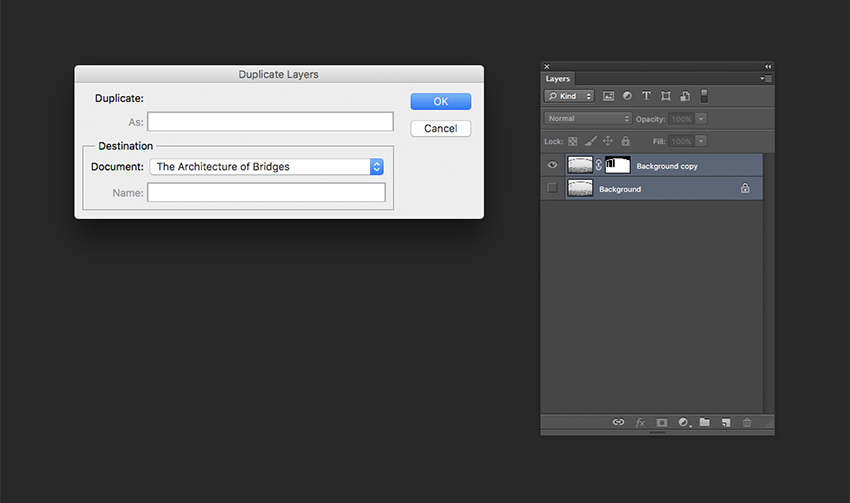 Duplicate Layers
Duplicate:
OK
As:
Cancel
Destination
Document: The Architecture of Bridges
Name:
Layers
Kind
Normal Opacity: 100%
Lock: Fill: 100%
Background copy
Background
fx